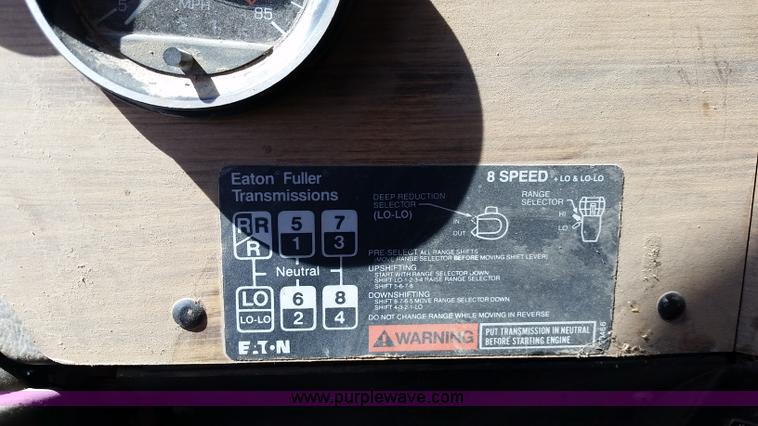 5 MPH 85
Eaton Fuller
Transmissions
8 SPEED + LO & LO-LO
DEEP REDUCTION
SELECTOR
(LO-LO)
IN
OUT
RANGE
SELECTOR
HI
LO
R R 5 7
R 1 3
Neutral
LO 6 8
LO-LO 2 4
PRE-SELECT ALL RANGE SHIFTS
(MOVE RANGE SELECTOR BEFORE MOVING SHIFT LEVER)
UPSHIFTING
START WITH RANGE SELECTOR DOWN
SHIFT LO-1-2-3-4 RAISE RANGE SELECTOR
SHIFT 5-6-7-8
DOWNSHIFTING
SHIFT 8-7-6-5 MOVE RANGE SELECTOR DOWN
SHIFT 4-3-2-1-LO
DO NOT CHANGE RANGE WHILE MOVING IN REVERSE
WARNING
PUT TRANSMISSION IN NEUTRAL
BEFORE STARTING ENGINE
EATON
www.purplewave.com